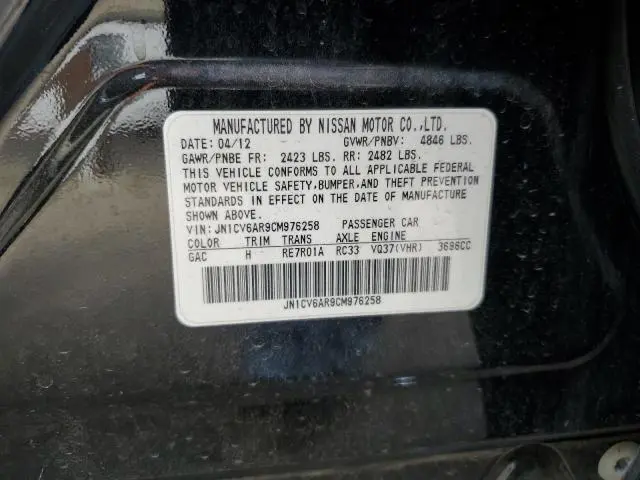 MANUFACTURED BY NISSAN MOTOR CO.,LTD.
DATE: 04/12 GVWR/PNBV: 4846 LBS.
GAWR/PNBE FR: 2423 LBS. RR: 2482 LBS.
THIS VEHICLE CONFORMS TO ALL APPLICABLE FEDERAL
MOTOR VEHICLE SAFETY,BUMPER,AND THEFT PREVENTION
STANDARDS IN EFFECT ON THE DATE OF MANUFACTURE
SHOWN ABOVE.
VIN: JN1CV6AR9CM976258 PASSENGER CAR
COLOR TRIM TRANS AXLE ENGINE
GAC H RE7R01A RC33 VQ37(VHR) 3696CC
JN1CV6AR9CM976258